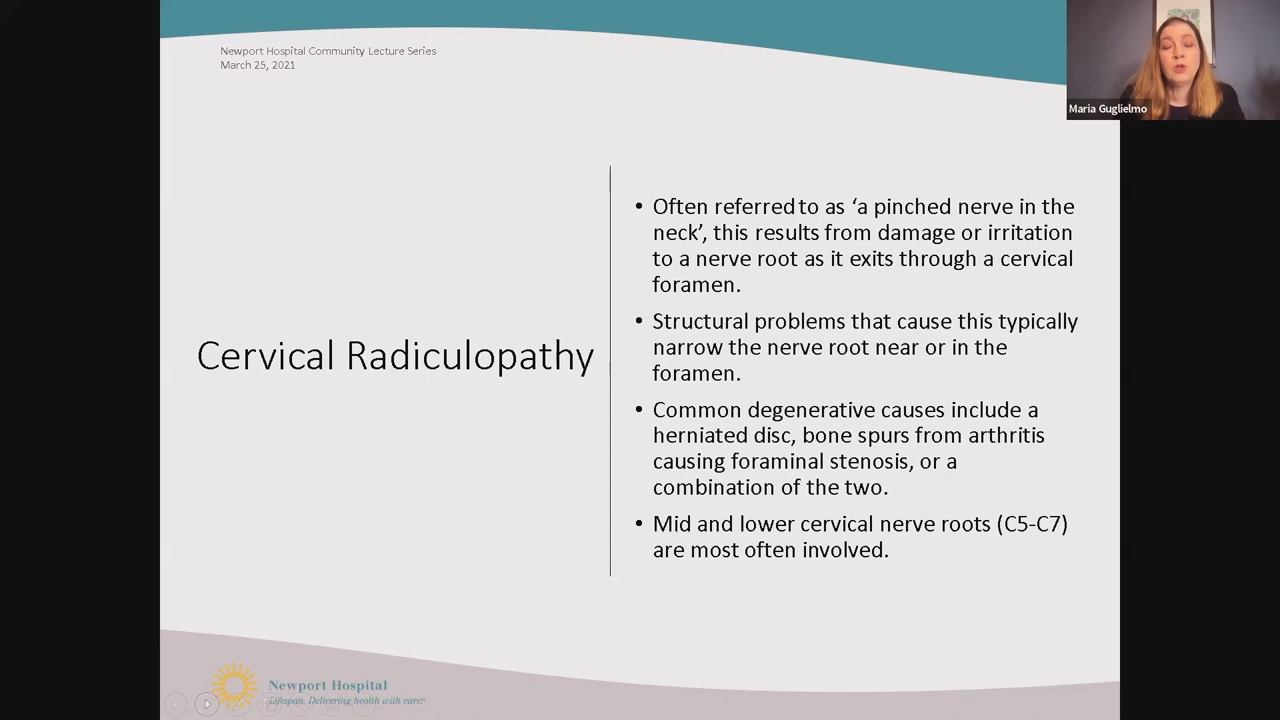 Newport Hospital Community Lecture Series
March 25, 2021
Maria Guglielmo
Cervical Radiculopathy
• Often referred to as ‘a pinched nerve in the
neck’, this results from damage or irritation
to a nerve root as it exits through a cervical
foramen.
• Structural problems that cause this typically
narrow the nerve root near or in the
foramen.
• Common degenerative causes include a
herniated disc, bone spurs from arthritis
causing foraminal stenosis, or a
combination of the two.
• Mid and lower cervical nerve roots (C5-C7)
are most often involved.
Newport Hospital
Lifespan. Delivering health with care.®